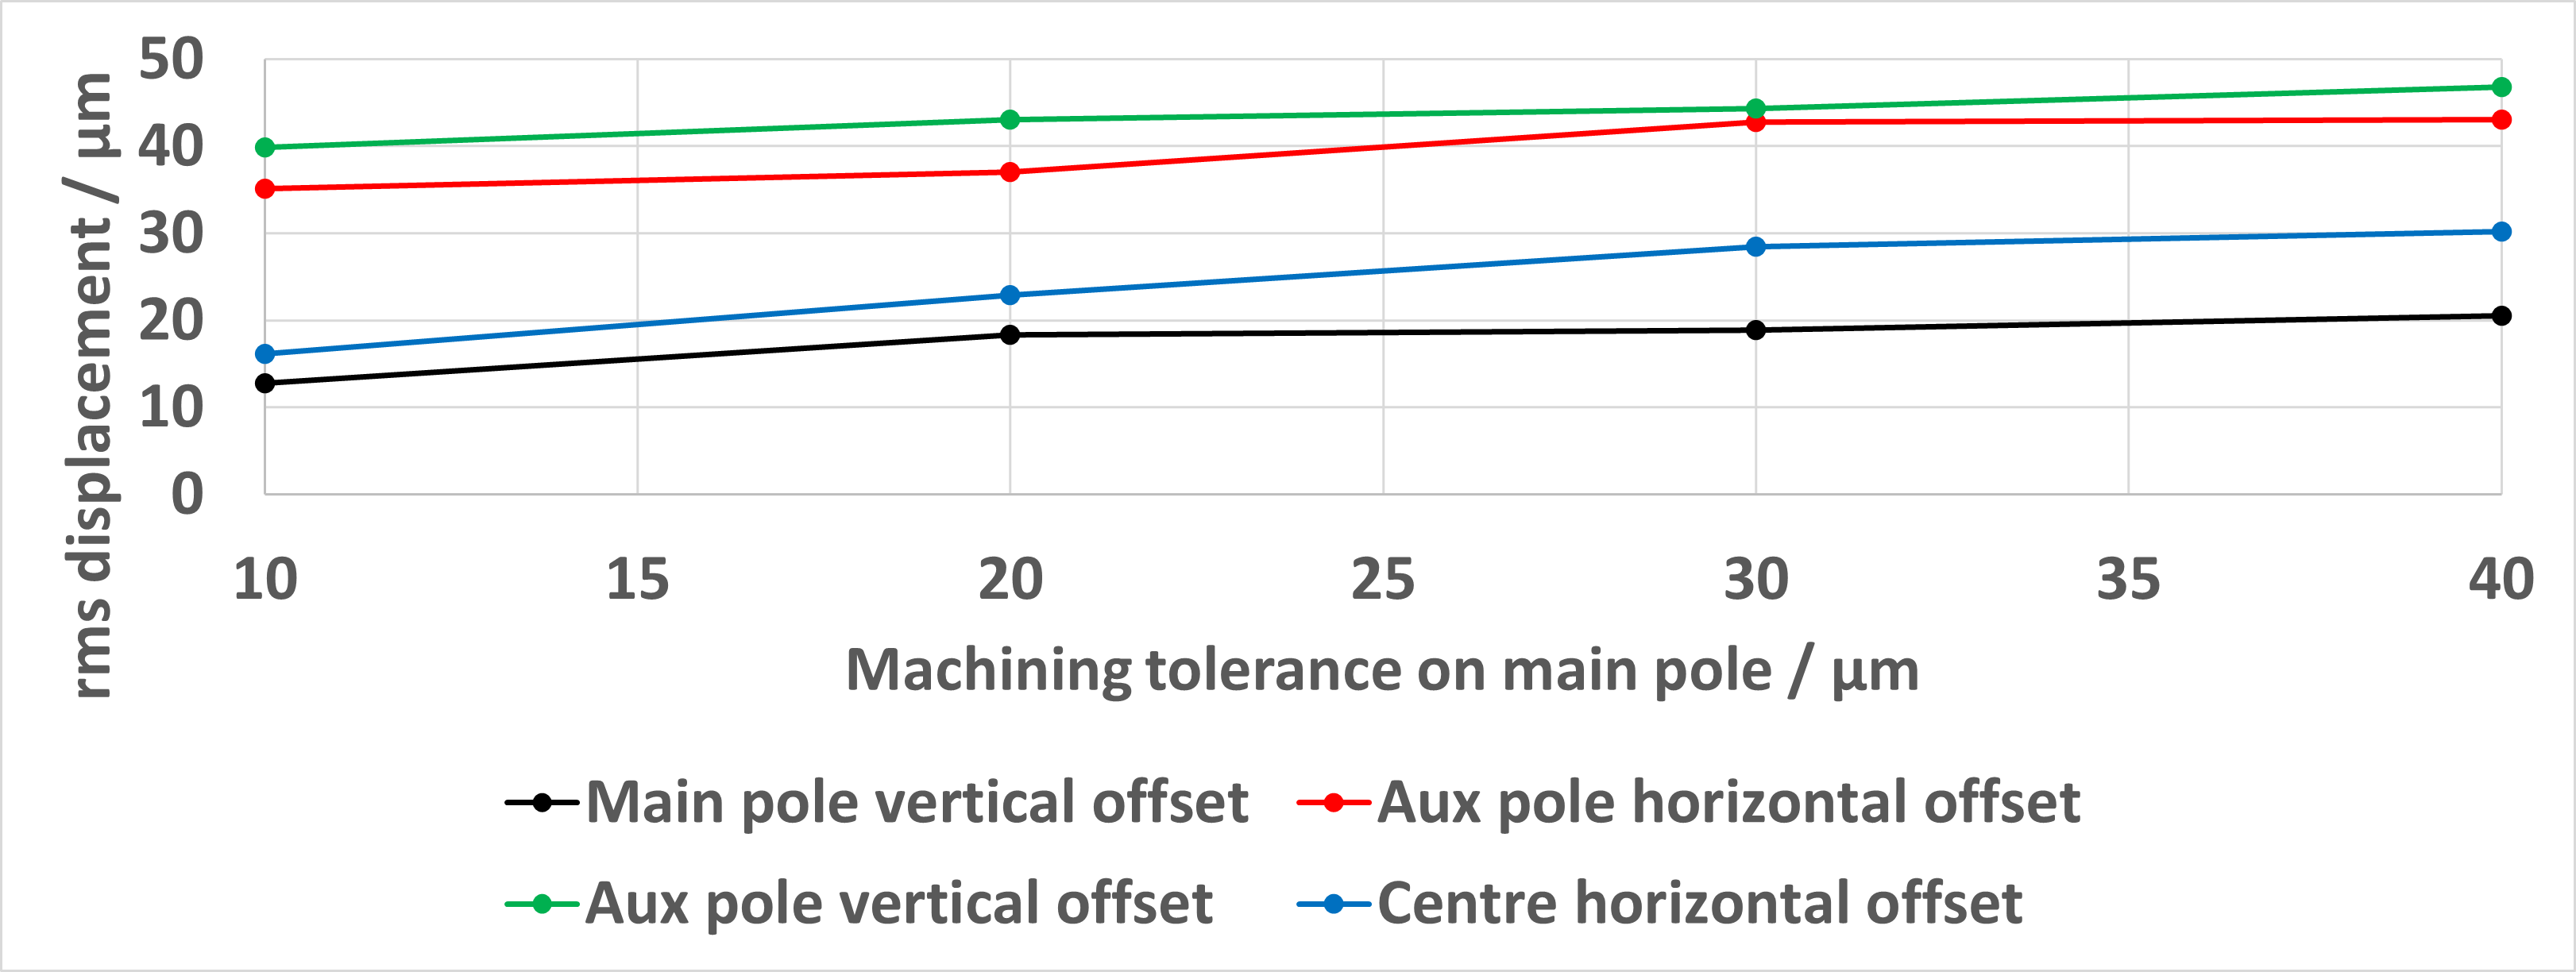 rms displacement / μm
50
40
30
20
10
0
10 15 20 25 30 35 40
Machining tolerance on main pole / μm
Main pole vertical offset Aux pole horizontal offset
Aux pole vertical offset Centre horizontal offset